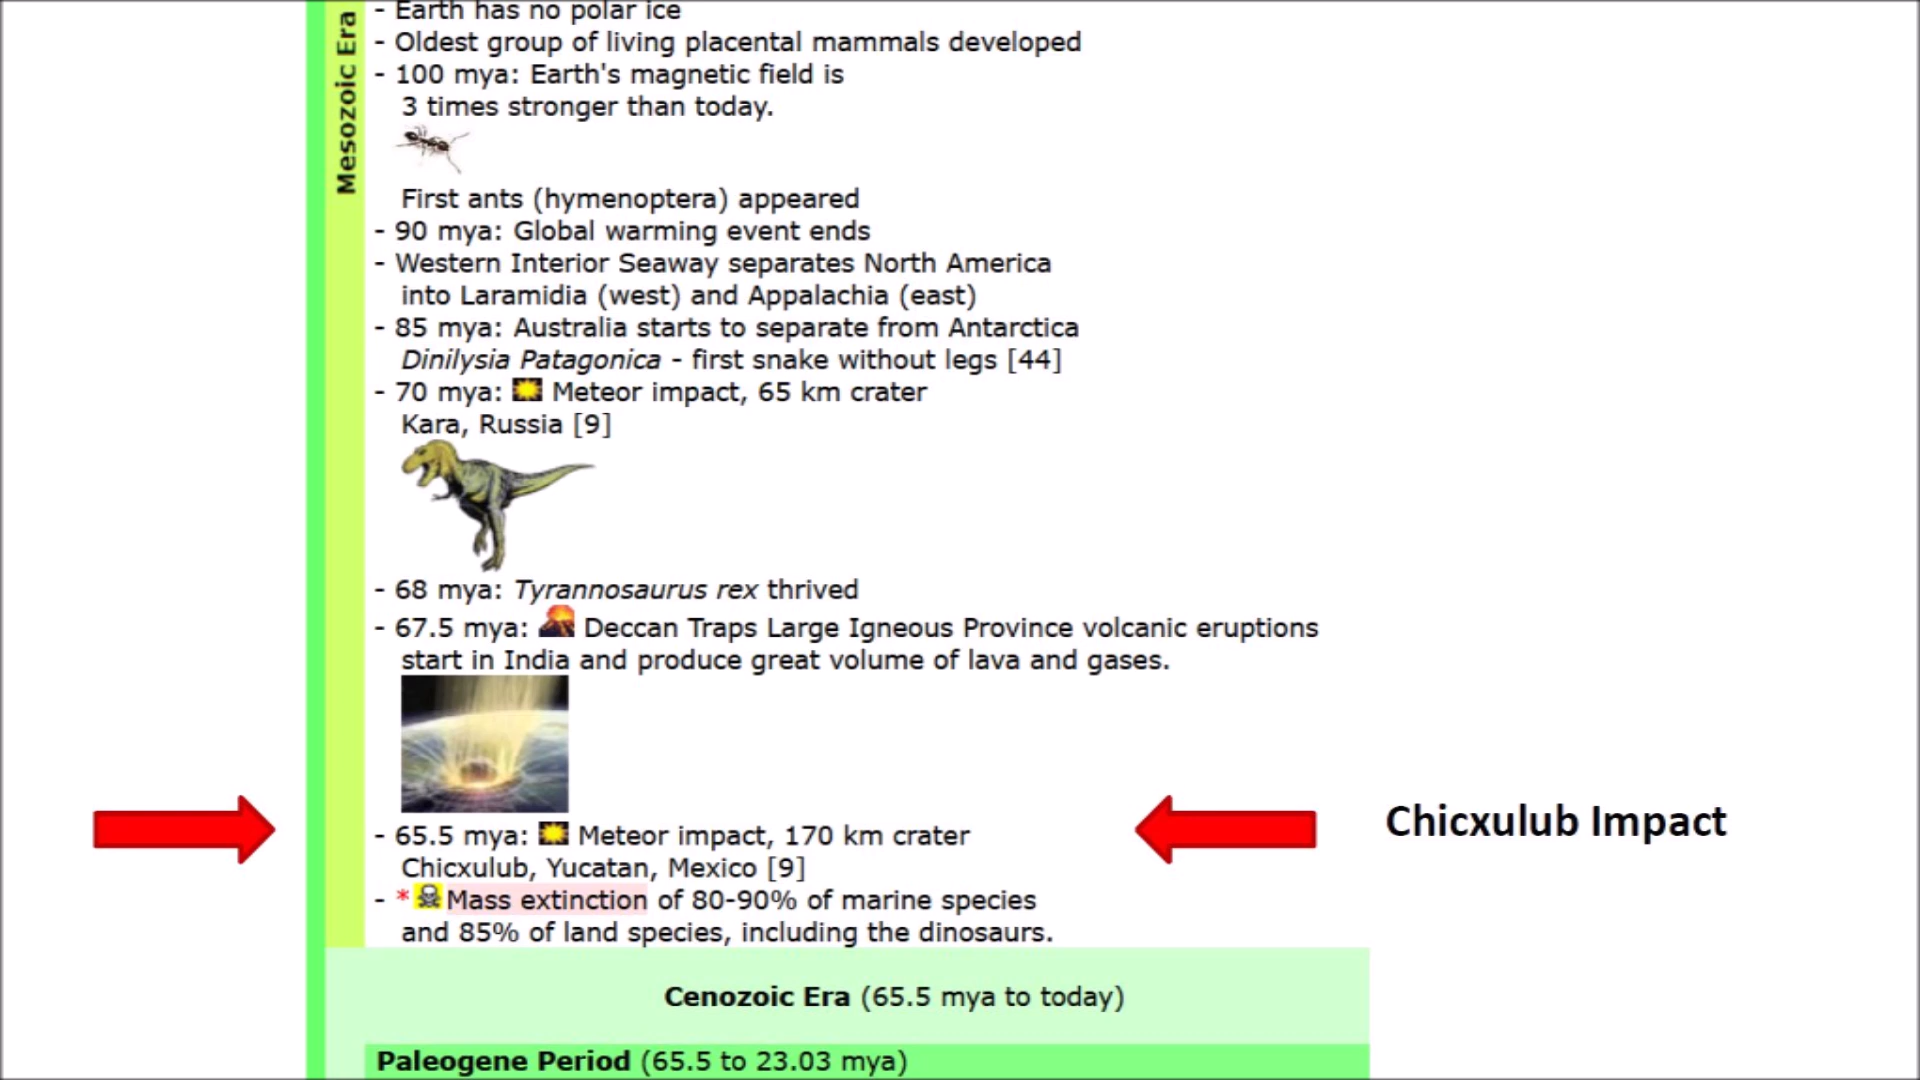 Mesozoic Era
- Earth has no polar ice
- Oldest group of living placental mammals developed
- 100 mya: Earth's magnetic field is
3 times stronger than today.
First ants (hymenoptera) appeared
- 90 mya: Global warming event ends
- Western Interior Seaway separates North America
into Laramidia (west) and Appalachia (east)
- 85 mya: Australia starts to separate from Antarctica
Dinilysia Patagonica - first snake without legs [44]
- 70 mya: Meteor impact, 65 km crater
Kara, Russia [9]
- 68 mya: Tyrannosaurus rex thrived
- 67.5 mya: Deccan Traps Large Igneous Province volcanic eruptions
start in India and produce great volume of lava and gases.
- 65.5 mya: Meteor impact, 170 km crater
Chicxulub, Yucatan, Mexico [9]
Chicxulub Impact
- * Mass extinction of 80-90% of marine species
and 85% of land species, including the dinosaurs.
Cenozoic Era (65.5 mya to today)
Paleogene Period (65.5 to 23.03 mya)